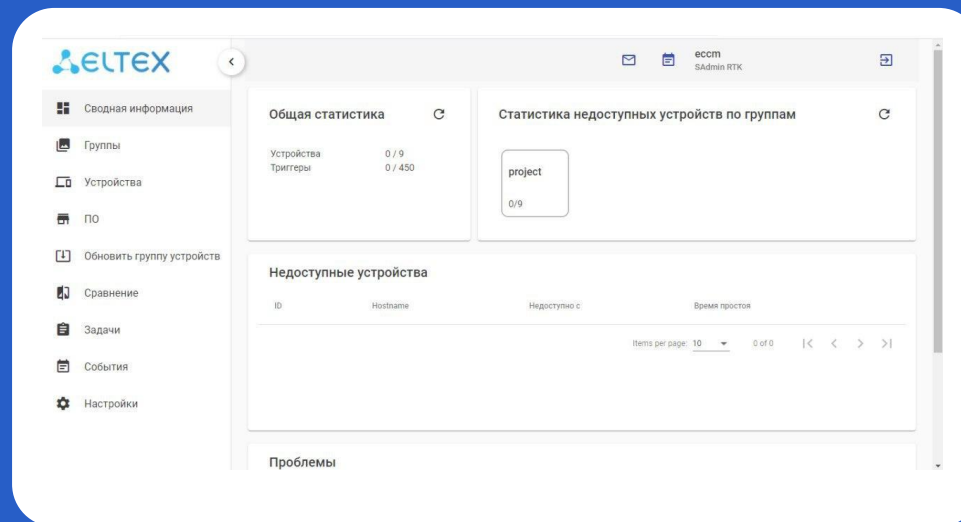 ELTEX
eccm
SAdmin RTK
Сводная информация
Группы
Устройства
ПО
Обновить группу устройств
Сравнение
Задачи
События
Настройки
Общая статистика
Устройства 0 / 9
Триггеры 0 / 450
Статистика недоступных устройств по группам
project
0/9
Недоступные устройства
ID Hostname Недоступно с Время простоя
Items per page: 10 0 of 0
Проблемы